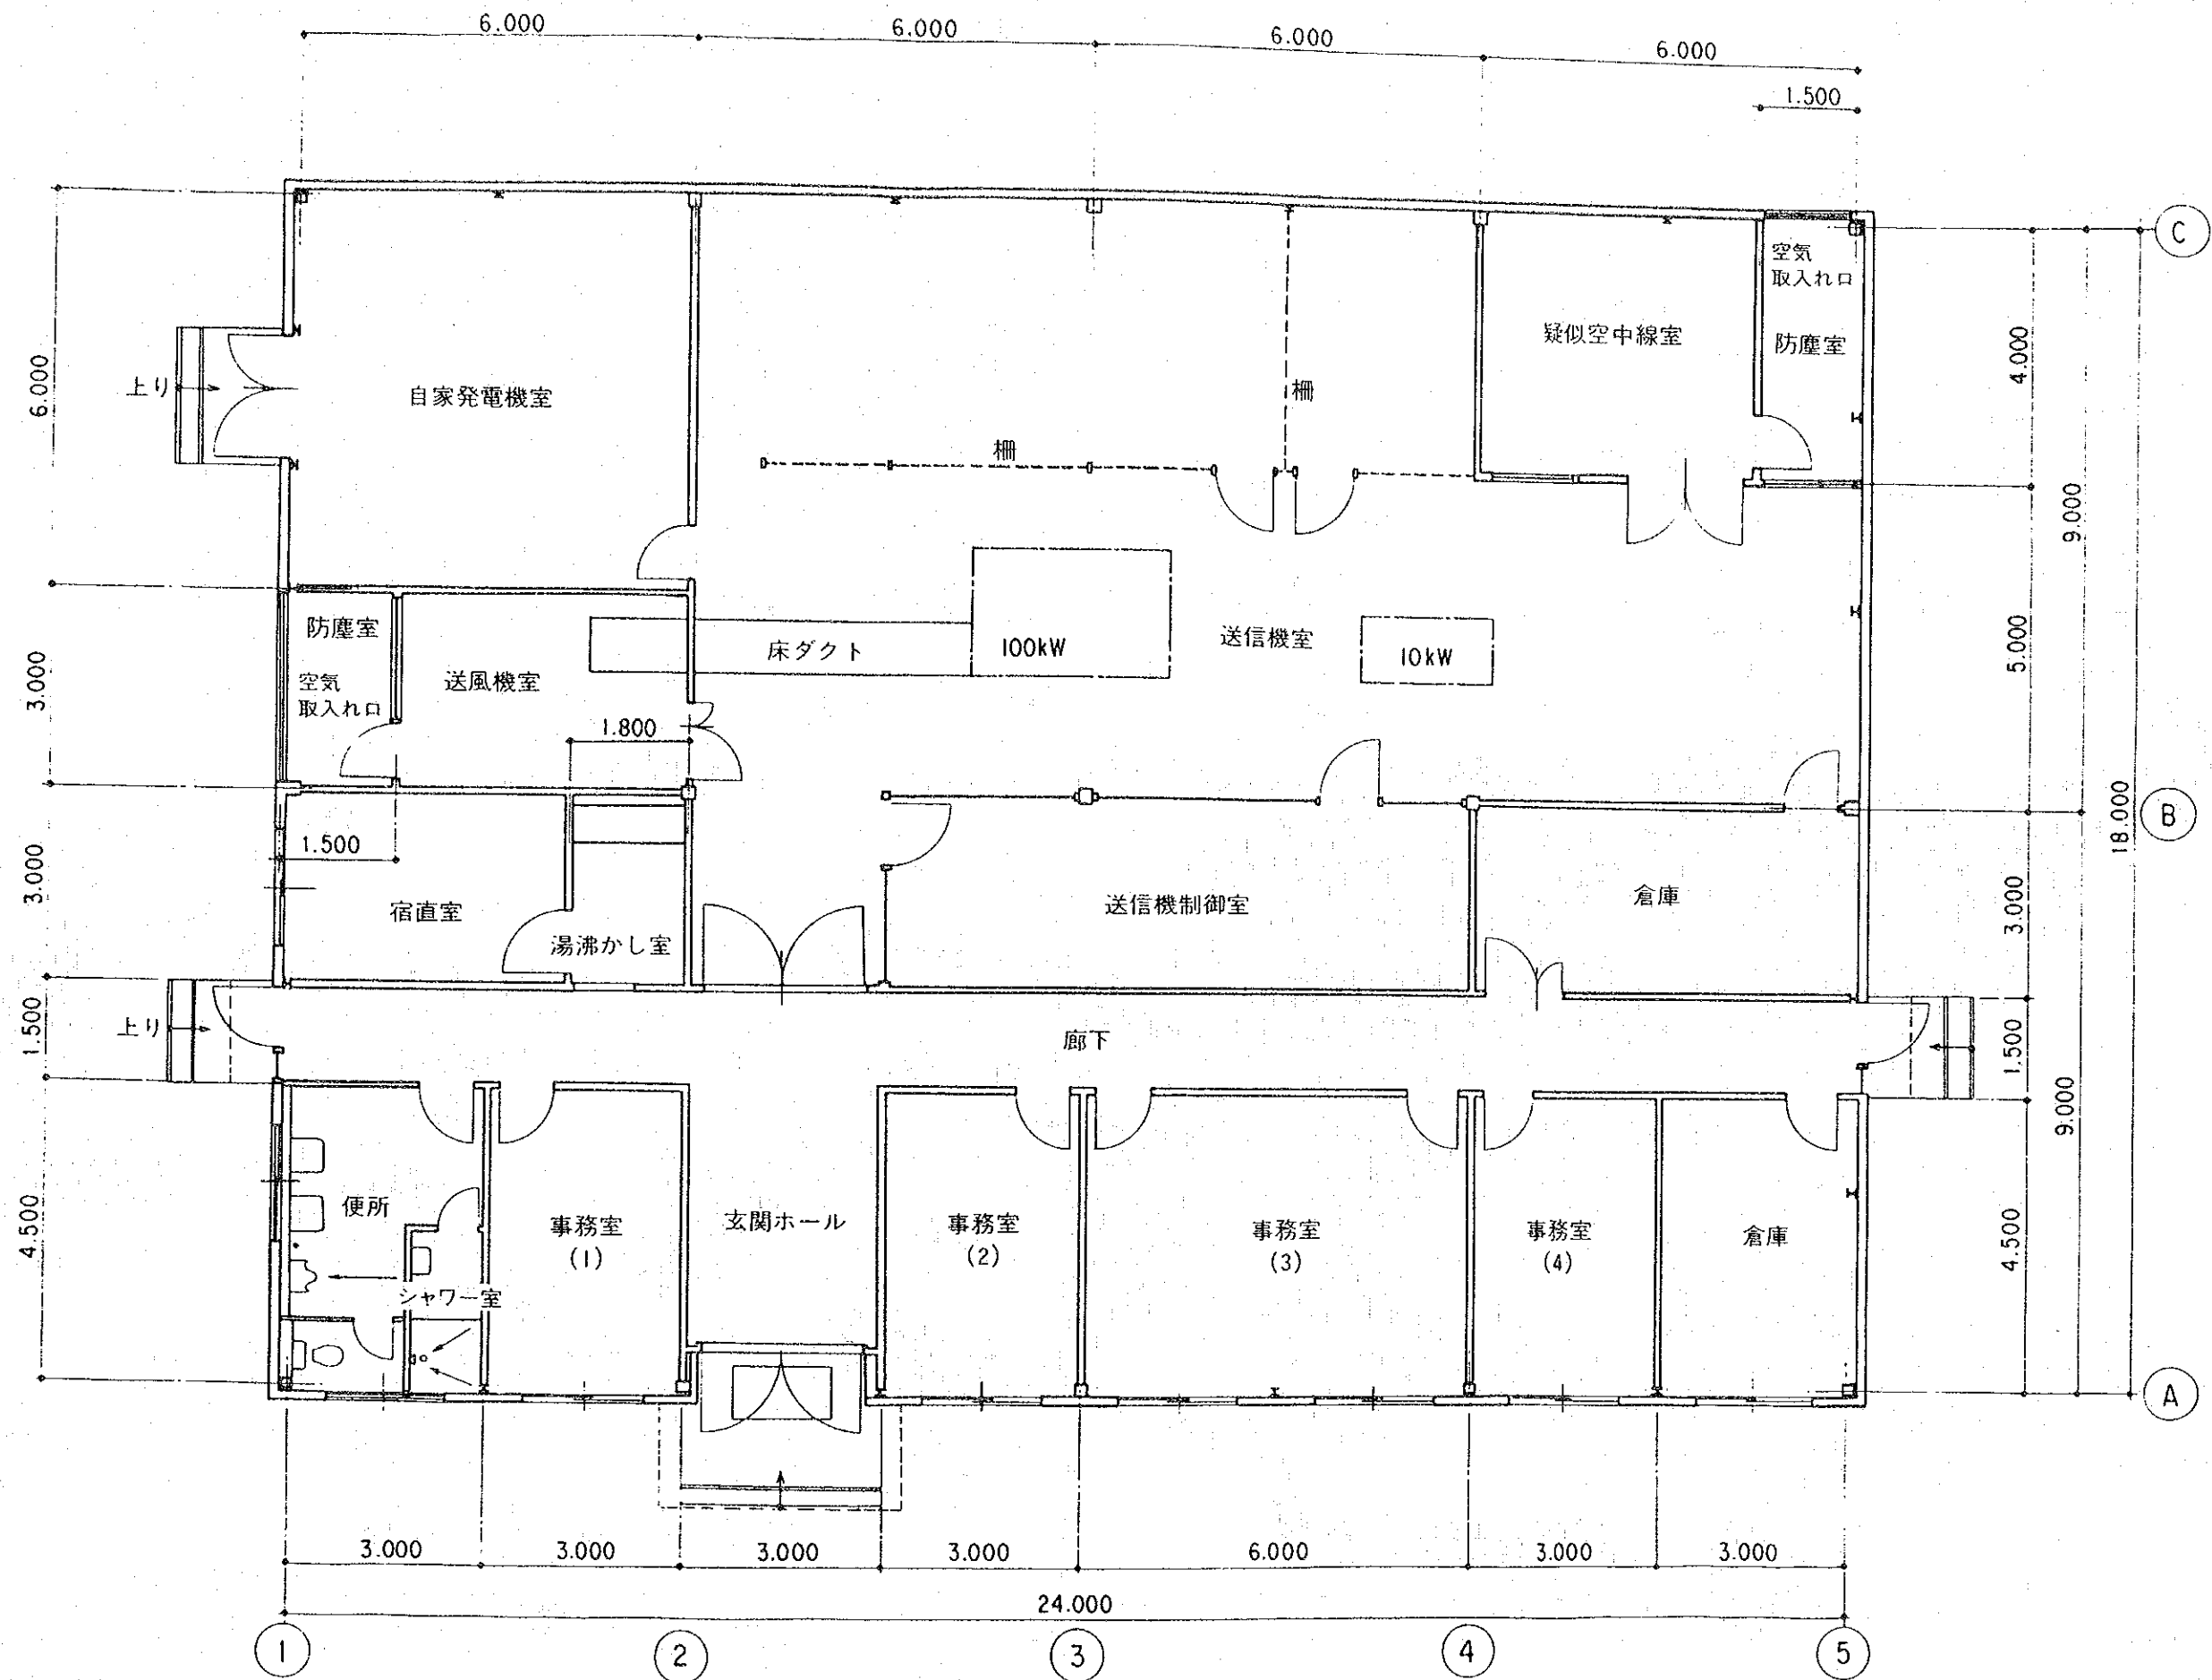 6.000
6.000
6.000
6.000
1.500
C
空気
取入れ口
防塵室
疑似空中線室
4.000
6.000
上り
自家発電機室
柵
柵
9.000
防塵室
空気
取入れ口
送風機室
床ダクト
100kW
送信機室
10kW
5.000
3.000
1.800
B
18.000
1.500
3.000
宿直室
湯沸かし室
送信機制御室
倉庫
3.000
上り
1.500
廊下
1.500
9.000
4.500
便所
シャワー室
事務室
(1)
玄関ホール
事務室
(2)
事務室
(3)
事務室
(4)
倉庫
4.500
A
3.000
3.000
3.000
3.000
6.000
3.000
3.000
24.000
1
2
3
4
5